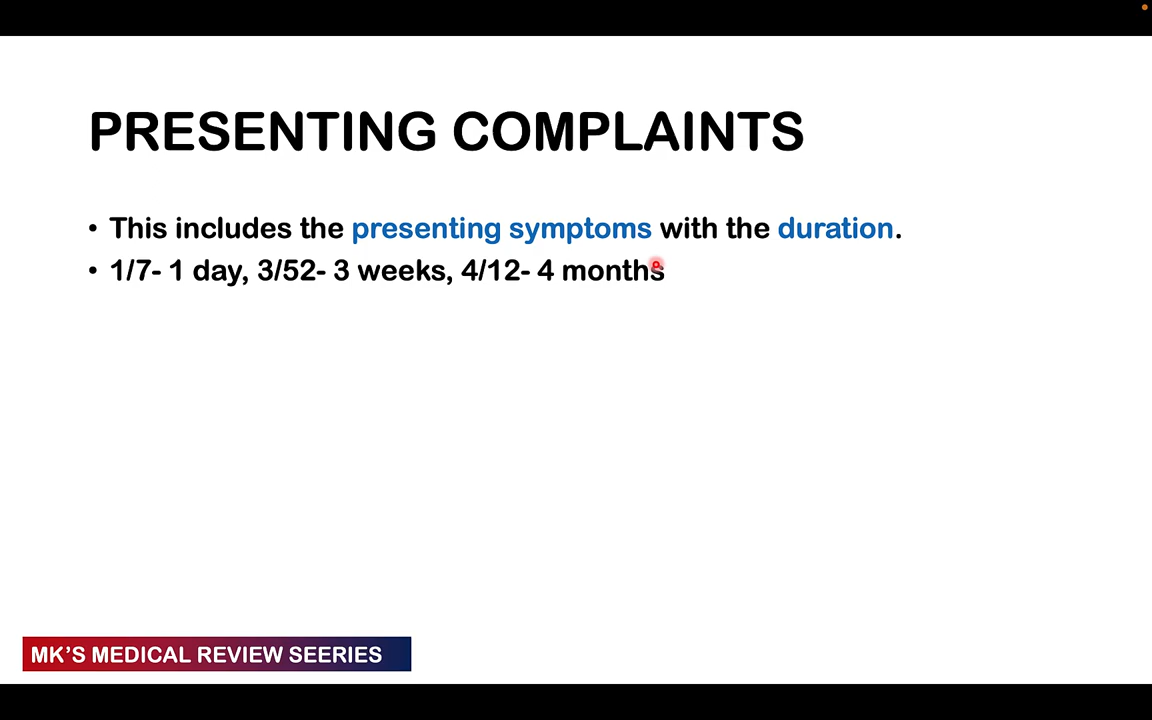 PRESENTING COMPLAINTS
• This includes the presenting symptoms with the duration.
• 1/7- 1 day, 3/52- 3 weeks, 4/12- 4 months
MK'S MEDICAL REVIEW SEERIES